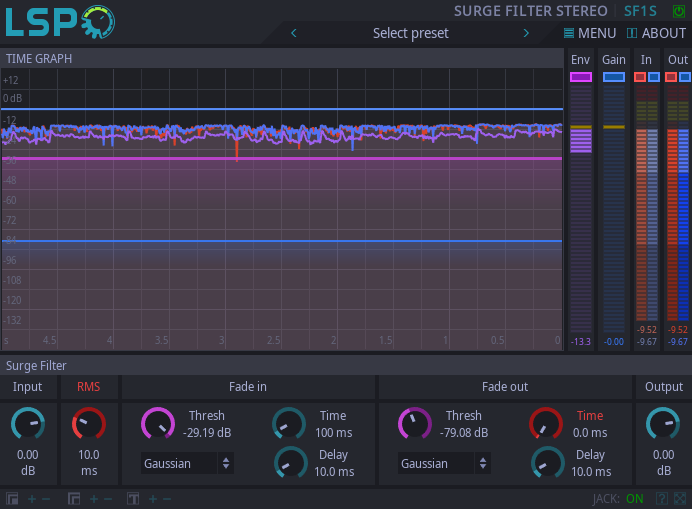 LSP SURGE FILTER STEREO SF1S
Select preset MENU ABOUT
TIME GRAPH Env Gain In Out
+12
0 dB
-12
-36
-48
-60
-72
-84
-96
-108
-120
-132
s 4.5 4 3.5 3 2.5 2 1.5 1 0.5 0
-9.52 -9.52
-13.3 -0.00 -9.67 -9.67
Surge Filter
Input RMS Fade in Fade out Output
Thresh Time Thresh Time
-29.19 dB 100 ms -79.08 dB 0.0 ms
0.00 10.0 Delay Delay 0.00
dB ms Gaussian 10.0 ms Gaussian 10.0 ms dB
JACK: ON ?